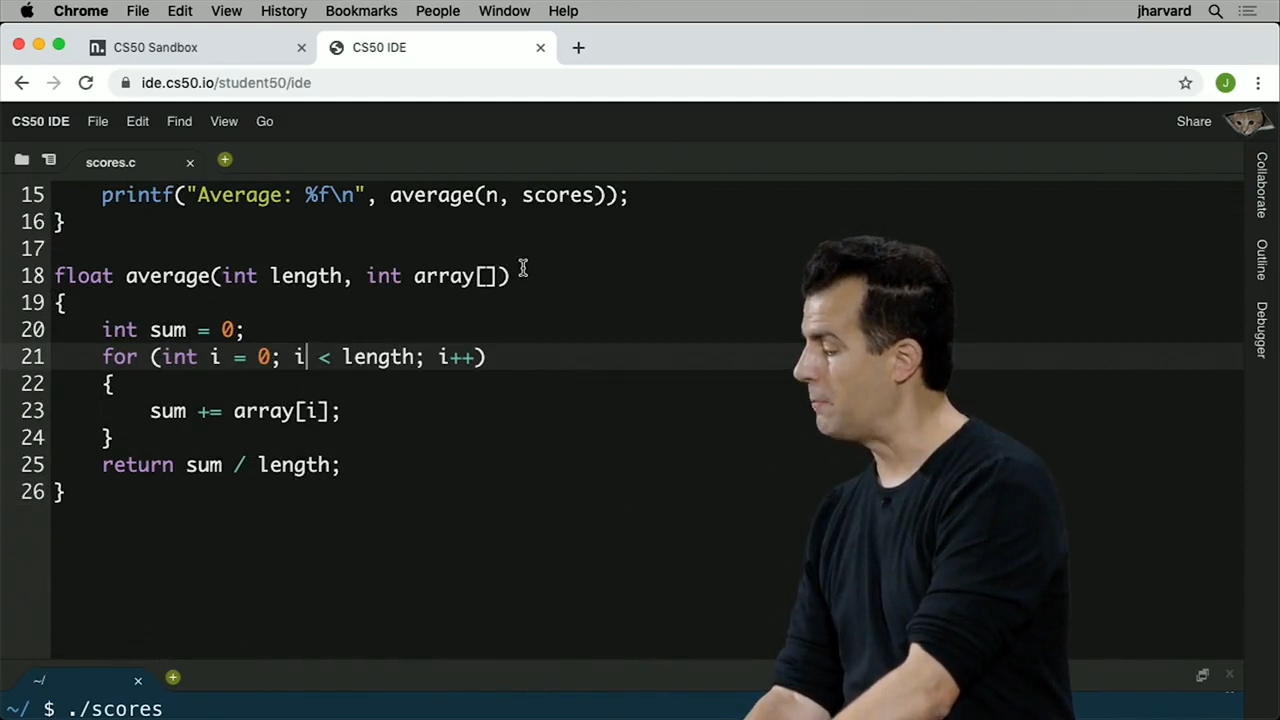 Chrome File Edit View History Bookmarks People Window Help jharvard
n. CS50 Sandbox CS50 IDE
ide.cs50.io/student50/ide J
CS50 IDE File Edit Find View Go Share
scores.c
15 printf("Average: %f\n", average(n, scores));
16 }
17
18 float average(int length, int array[])
19 {
20 int sum = 0;
21 for (int i = 0; i < length; i++)
22 {
23 sum += array[i];
24 }
25 return sum / length;
26 }
Collaborate
Outline
Debugger
~/
~/ $ ./scores